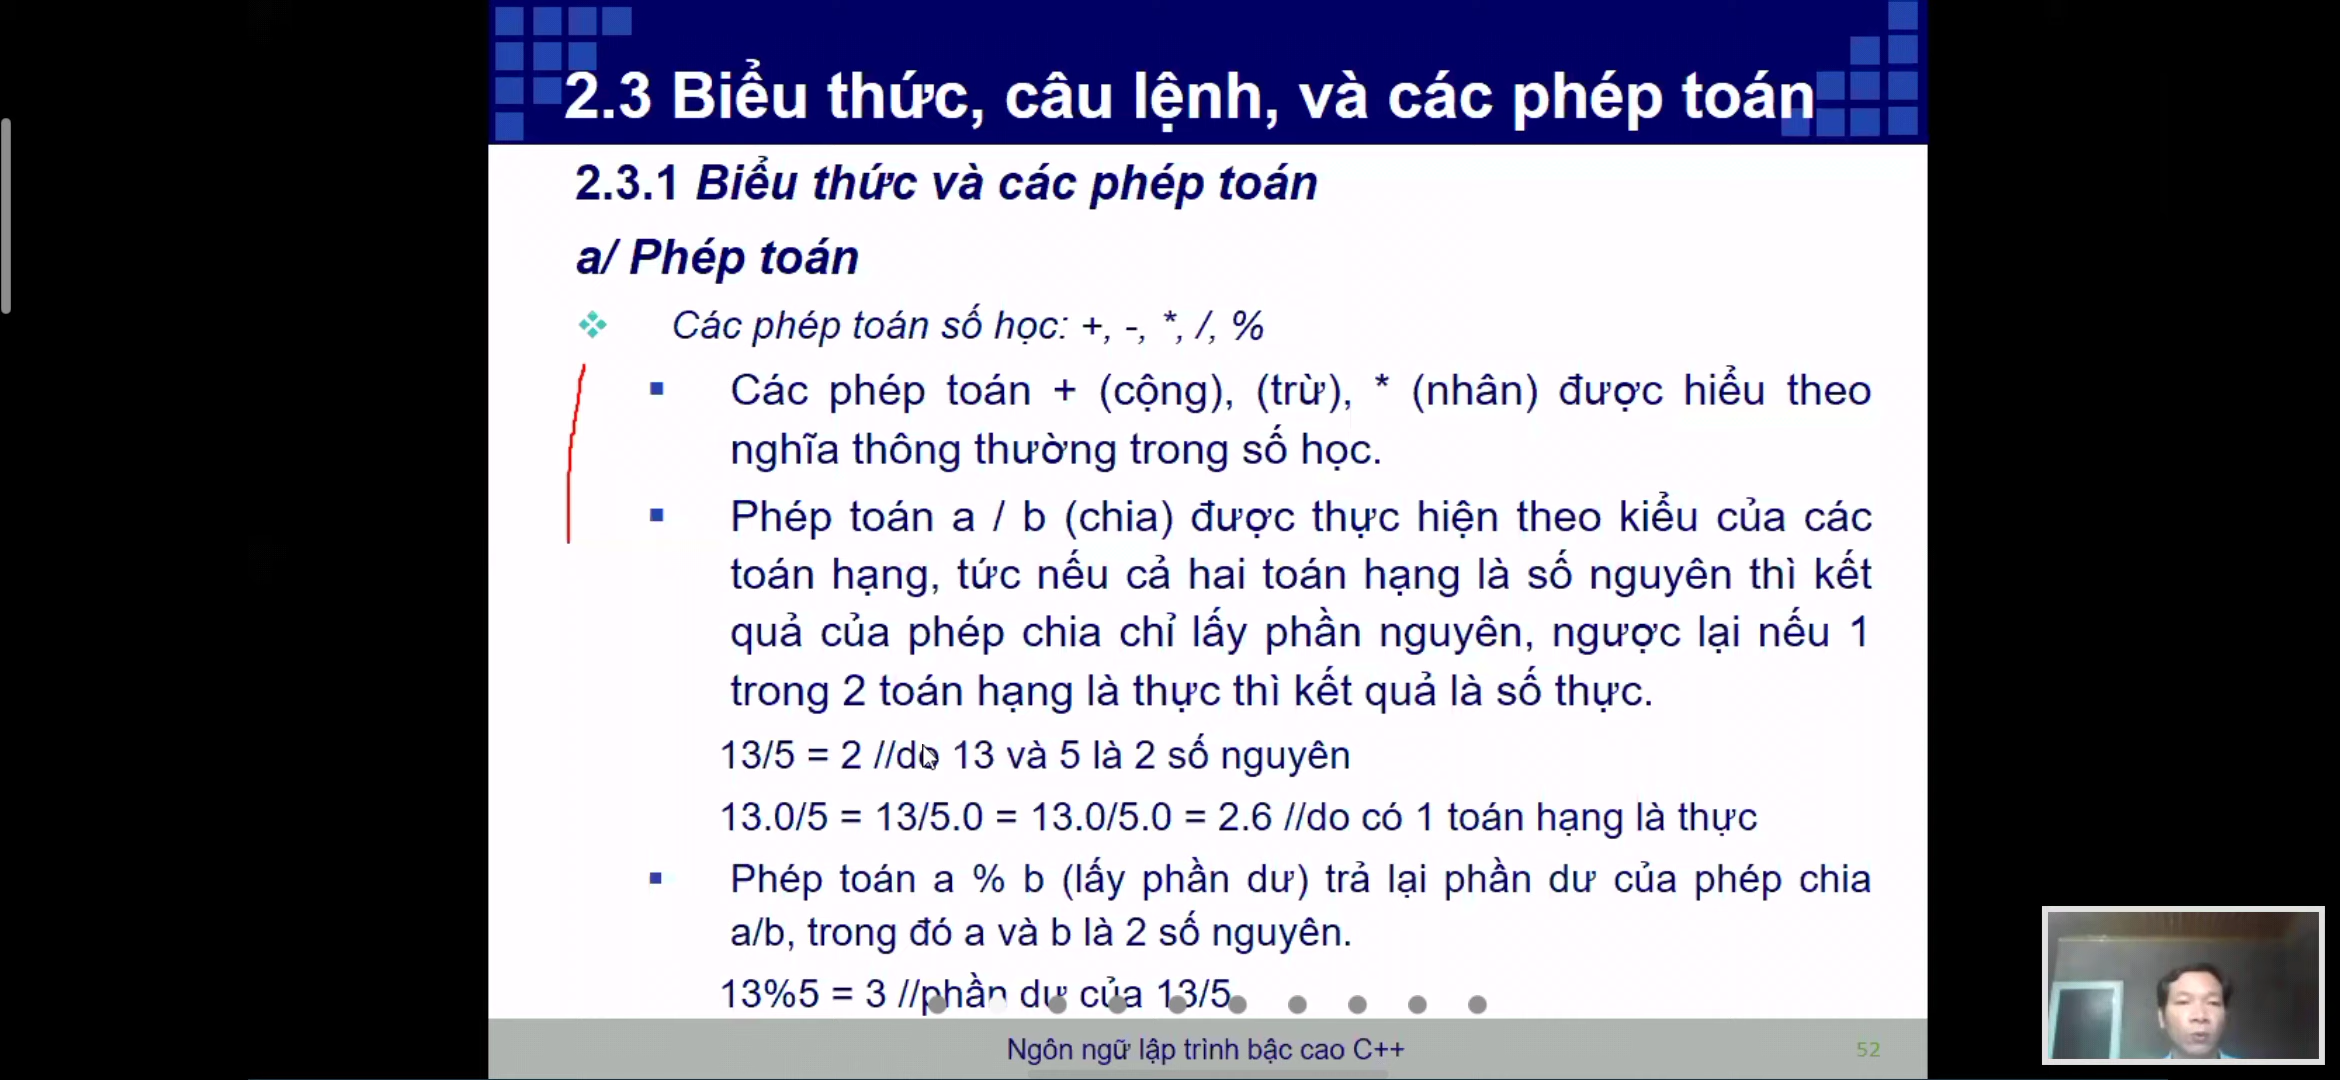 2.3 Biểu thức, câu lệnh, và các phép toán
2.3.1 Biểu thức và các phép toán
a/ Phép toán
Các phép toán số học: +, -, *, /, %
Các phép toán + (cộng), (trừ), * (nhân) được hiểu theo
nghĩa thông thường trong số học.
Phép toán a / b (chia) được thực hiện theo kiểu của các
toán hạng, tức nếu cả hai toán hạng là số nguyên thì kết
quả của phép chia chỉ lấy phần nguyên, ngược lại nếu 1
trong 2 toán hạng là thực thì kết quả là số thực.
13/5 = 2 //do 13 và 5 là 2 số nguyên
13.0/5 = 13/5.0 = 13.0/5.0 = 2.6 //do có 1 toán hạng là thực
Phép toán a % b (lấy phần dư) trả lại phần dư của phép chia
a/b, trong đó a và b là 2 số nguyên.
13%5 = 3 //phần dư của 13/5
Ngôn ngữ lập trình bậc cao C++
52